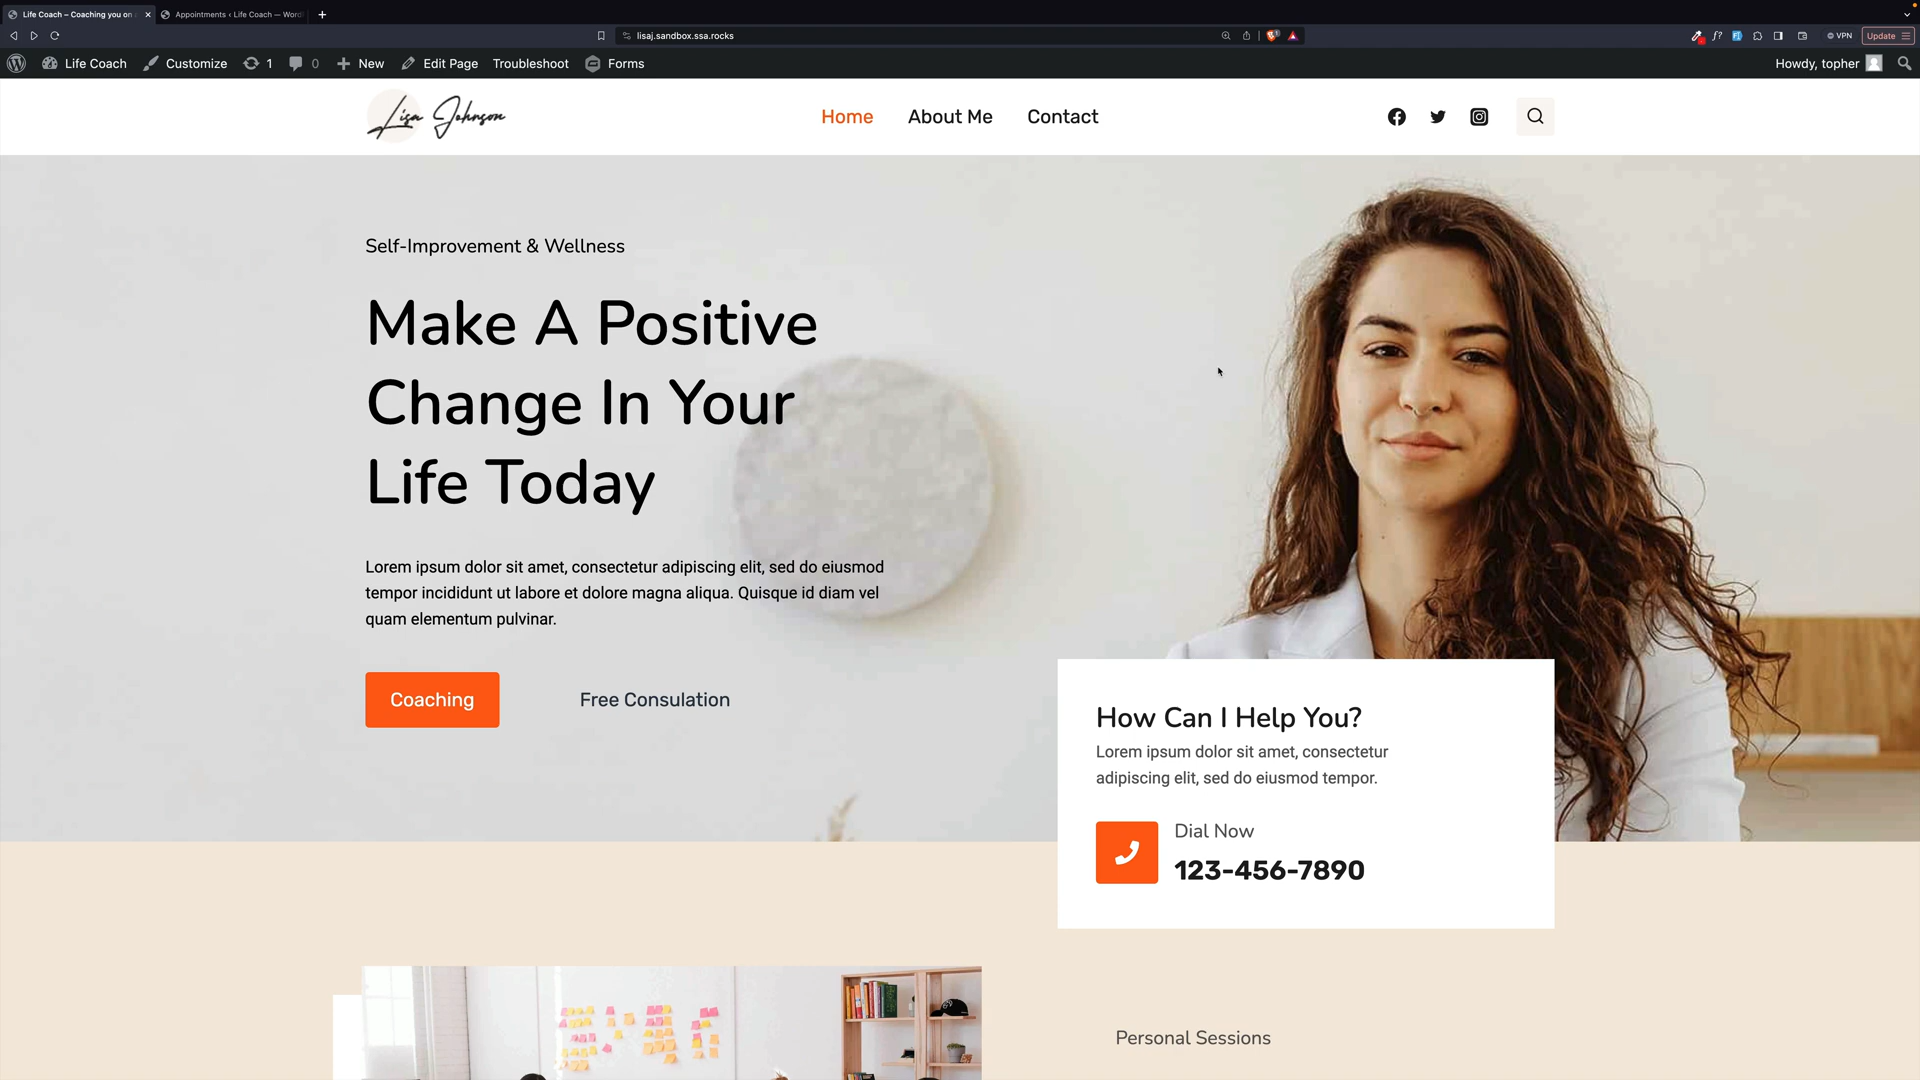 Life Coach – Coaching you on
Appointments ‹ Life Coach — Word
lisaj.sandbox.ssa.rocks
VPN
Update
Life Coach
Customize
1
0
New
Edit Page
Troubleshoot
Forms
Howdy, topher
Lisa Johnson
Home
About Me
Contact
Self-Improvement & Wellness
Make A Positive
Change In Your
Life Today
Lorem ipsum dolor sit amet, consectetur adipiscing elit, sed do eiusmod
tempor incididunt ut labore et dolore magna aliqua. Quisque id diam vel
quam elementum pulvinar.
Coaching
Free Consulation
How Can I Help You?
Lorem ipsum dolor sit amet, consectetur
adipiscing elit, sed do eiusmod tempor.
Dial Now
123-456-7890
Personal Sessions